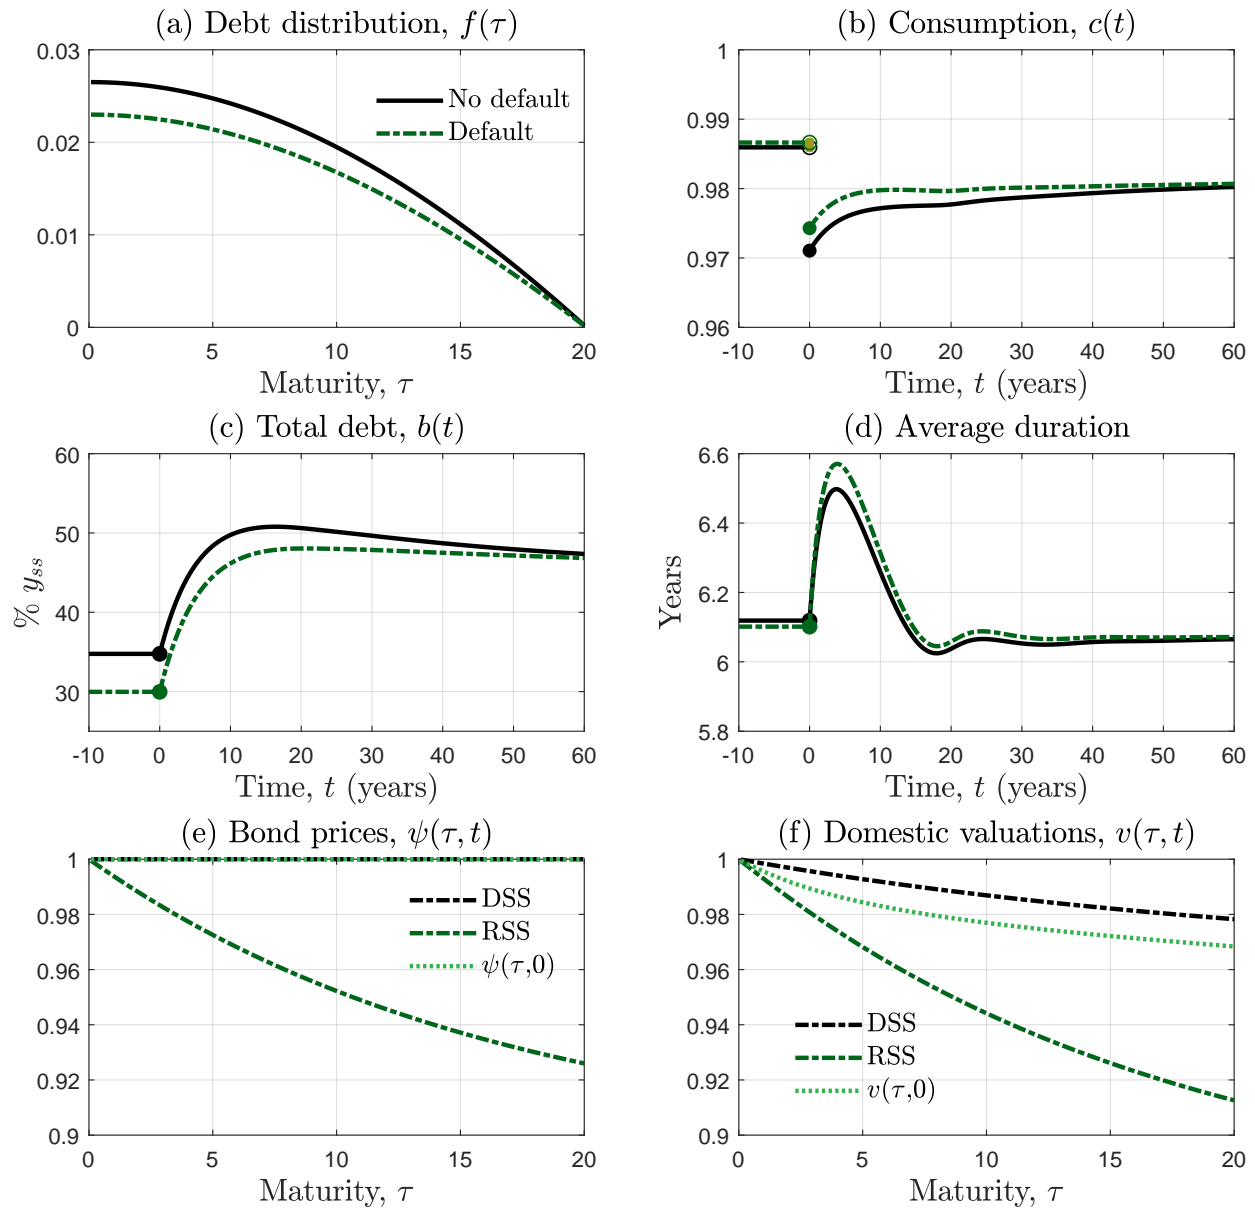 (a) Debt distribution, f(τ)
0.03
0.02
0.01
0
No default
Default
0 5 10 15 20
Maturity, τ
(b) Consumption, c(t)
1
0.99
0.98
0.97
0.96
-10 0 10 20 30 40 50 60
Time, t (years)
(c) Total debt, b(t)
60
50
40
30
% y_ss
-10 0 10 20 30 40 50 60
Time, t (years)
(d) Average duration
6.6
6.4
6.2
6
5.8
Years
-10 0 10 20 30 40 50 60
Time, t (years)
(e) Bond prices, ψ(τ, t)
1
0.98
0.96
0.94
0.92
0.9
DSS
RSS
ψ(τ,0)
0 5 10 15 20
Maturity, τ
(f) Domestic valuations, v(τ, t)
1
0.98
0.96
0.94
0.92
0.9
DSS
RSS
v(τ,0)
0 5 10 15 20
Maturity, τ